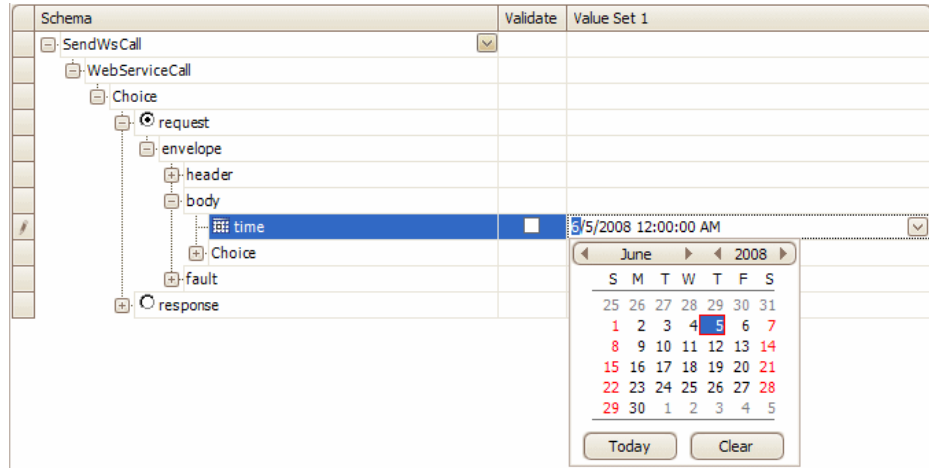 Schema Validate Value Set 1
SendWsCall
WebServiceCall
Choice
request
envelope
header
body
time 6/5/2008 12:00:00 AM
Choice
June 2008
fault
S M T W T F S
response
25 26 27 28 29 30 31
1 2 3 4 5 6 7
8 9 10 11 12 13 14
15 16 17 18 19 20 21
22 23 24 25 26 27 28
29 30 1 2 3 4 5
Today Clear